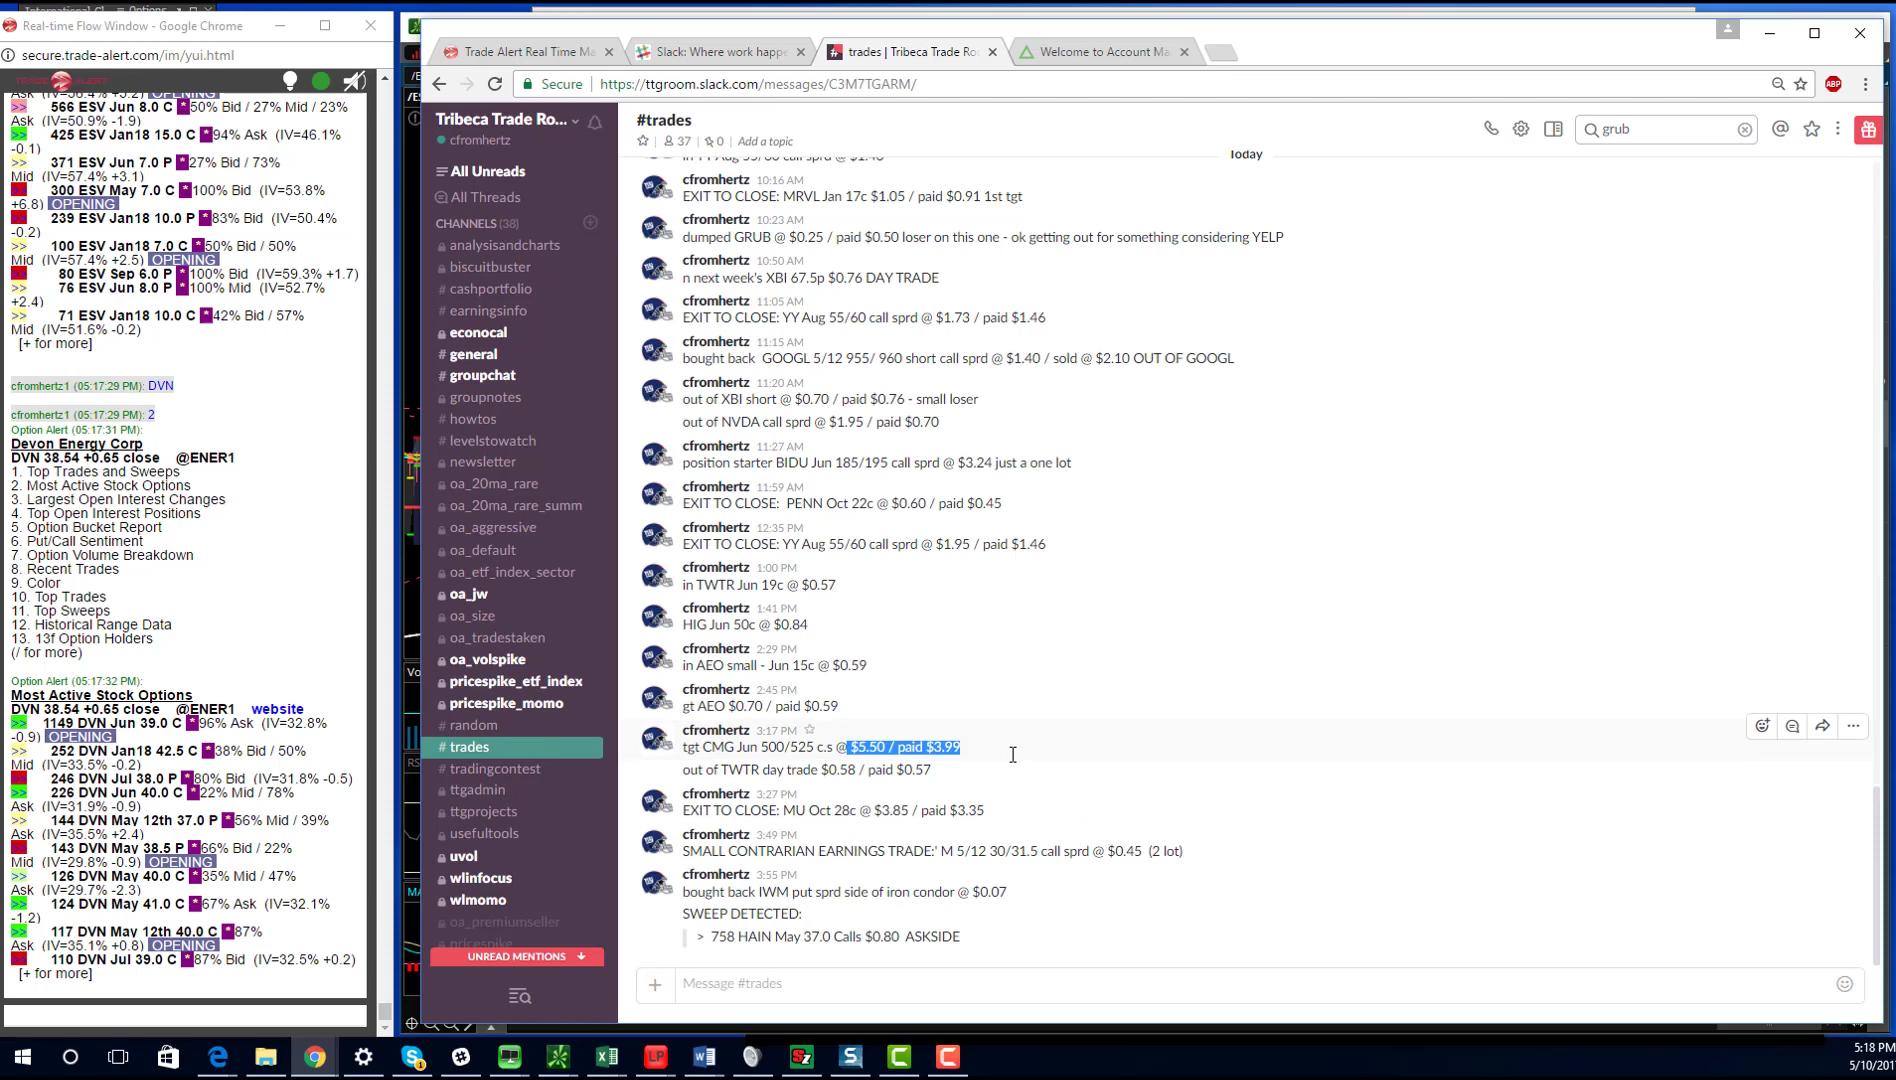 Real-time Flow Window - Google Chrome
secure.trade-alert.com/im/yui.html
>> 566 ESV Jun 8.0 C *50% Bid / 27% Mid / 23%
Ask (IV=50.9% -1.9)
>> 425 ESV Jan18 15.0 C *94% Ask (IV=46.1%
-0.1)
>> 371 ESV Jun 7.0 P *27% Bid / 73%
Mid (IV=57.4% +3.1)
>> 300 ESV May 7.0 C *100% Bid (IV=53.8%
+6.8) OPENING
>> 239 ESV Jan18 10.0 P *83% Bid (IV=50.4%
-0.2)
>> 100 ESV Jan18 7.0 C *50% Bid / 50%
Mid (IV=57.4% +2.5) OPENING
>> 80 ESV Sep 6.0 P *100% Bid (IV=59.3% +1.7)
>> 76 ESV Jun 8.0 P *100% Mid (IV=52.7%
+2.4)
>> 71 ESV Jan18 10.0 C *42% Bid / 57%
Mid (IV=51.6% -0.2)
[+ for more]
cfromhertz1 (05:17:29 PM): DVN
cfromhertz1 (05:17:29 PM): 2
Option Alert (05:17:31 PM):
Devon Energy Corp
DVN 38.54 +0.65 close @ENER1
1. Top Trades and Sweeps
2. Most Active Stock Options
3. Largest Open Interest Changes
4. Top Open Interest Positions
5. Option Bucket Report
6. Put/Call Sentiment
7. Option Volume Breakdown
8. Recent Trades
9. Color
10. Top Trades
11. Top Sweeps
12. Historical Range Data
13. 13f Option Holders
(/ for more)
Option Alert (05:17:32 PM):
Most Active Stock Options
DVN 38.54 +0.65 close @ENER1 website
>> 1149 DVN Jun 39.0 C *96% Ask (IV=32.8%
-0.9) OPENING
>> 252 DVN Jan18 42.5 C *38% Bid / 50%
Mid (IV=33.5% -0.2)
>> 246 DVN Jul 38.0 P *80% Bid (IV=31.8% -0.5)
>> 226 DVN Jun 40.0 C *22% Mid / 78%
Ask (IV=31.9% -0.9)
>> 144 DVN May 12th 37.0 P *56% Mid / 39%
Ask (IV=35.5% +2.4)
>> 143 DVN May 38.5 P *66% Bid / 22%
Mid (IV=29.8% -0.9) OPENING
>> 126 DVN May 40.0 C *35% Mid / 47%
Ask (IV=29.7% -2.3)
>> 124 DVN May 41.0 C *67% Ask (IV=32.1%
-1.2)
>> 117 DVN May 12th 40.0 C *87%
Ask (IV=35.1% +0.8) OPENING
>> 110 DVN Jul 39.0 C *87% Bid (IV=32.5% +0.2)
[+ for more]
Trade Alert Real Time Ma
Slack: Where work happe
trades | Tribeca Trade Ro
Welcome to Account Ma
Secure https://ttgroom.slack.com/messages/C3M7TGARM/
ABP
Tribeca Trade Ro...
cfromhertz
All Unreads
All Threads
CHANNELS (38)
analysisandcharts
biscuitbuster
cashportfolio
# earningsinfo
econocal
# general
# groupchat
# groupnotes
# howtos
# levelstowatch
# newsletter
oa_20ma_rare
oa_20ma_rare_summ
oa_aggressive
oa_default
oa_etf_index_sector
oa_jw
oa_size
oa_tradestaken
oa_volspike
pricespike_etf_index
pricespike_momo
# random
# trades
# tradingcontest
ttgadmin
ttgprojects
# usefultools
uvol
wlinfocus
wlmomo
oa_premiumseller
pricespike
UNREAD MENTIONS
#trades
37 0 Add a topic
grub
Today
cfromhertz 10:16 AM
EXIT TO CLOSE: MRVL Jan 17c $1.05 / paid $0.91 1st tgt
cfromhertz 10:23 AM
dumped GRUB @ $0.25 / paid $0.50 loser on this one - ok getting out for something considering YELP
cfromhertz 10:50 AM
n next week's XBI 67.5p $0.76 DAY TRADE
cfromhertz 11:05 AM
EXIT TO CLOSE: YY Aug 55/60 call sprd @ $1.73 / paid $1.46
cfromhertz 11:15 AM
bought back GOOGL 5/12 955/ 960 short call sprd @ $1.40 / sold @ $2.10 OUT OF GOOGL
cfromhertz 11:20 AM
out of XBI short @ $0.70 / paid $0.76 - small loser
out of NVDA call sprd @ $1.95 / paid $0.70
cfromhertz 11:27 AM
position starter BIDU Jun 185/195 call sprd @ $3.24 just a one lot
cfromhertz 11:59 AM
EXIT TO CLOSE: PENN Oct 22c @ $0.60 / paid $0.45
cfromhertz 12:35 PM
EXIT TO CLOSE: YY Aug 55/60 call sprd @ $1.95 / paid $1.46
cfromhertz 1:00 PM
in TWTR Jun 19c @ $0.57
cfromhertz 1:41 PM
HIG Jun 50c @ $0.84
cfromhertz 2:29 PM
in AEO small - Jun 15c @ $0.59
cfromhertz 2:45 PM
gt AEO $0.70 / paid $0.59
cfromhertz 3:17 PM
tgt CMG Jun 500/525 c.s @ $5.50 / paid $3.99
out of TWTR day trade $0.58 / paid $0.57
cfromhertz 3:27 PM
EXIT TO CLOSE: MU Oct 28c @ $3.85 / paid $3.35
cfromhertz 3:49 PM
SMALL CONTRARIAN EARNINGS TRADE:' M 5/12 30/31.5 call sprd @ $0.45 (2 lot)
cfromhertz 3:55 PM
bought back IWM put sprd side of iron condor @ $0.07
SWEEP DETECTED:
> 758 HAIN May 37.0 Calls $0.80 ASKSIDE
Message #trades
5:18 PM
5/10/201